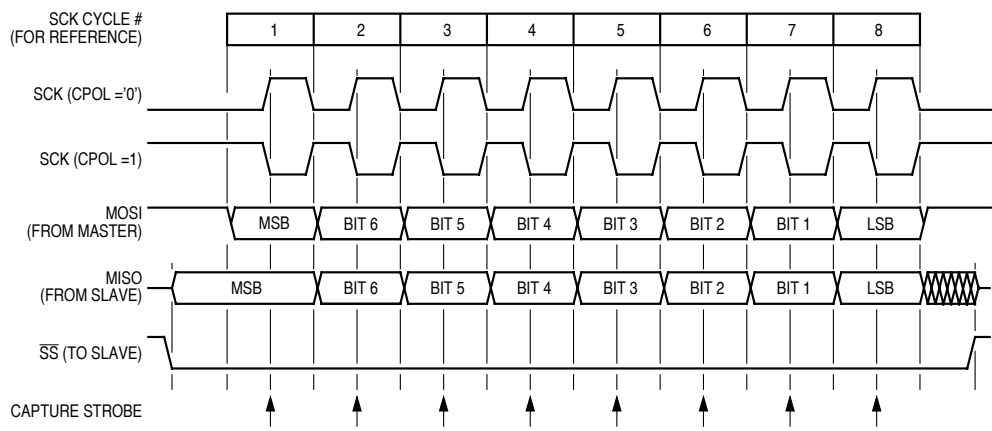 SCK CYCLE #
(FOR REFERENCE)
1 2 3 4 5 6 7 8
SCK (CPOL ='0')
SCK (CPOL =1)
MOSI
(FROM MASTER)
MSB BIT 6 BIT 5 BIT 4 BIT 3 BIT 2 BIT 1 LSB
MISO
(FROM SLAVE)
MSB BIT 6 BIT 5 BIT 4 BIT 3 BIT 2 BIT 1 LSB
SS (TO SLAVE)
CAPTURE STROBE